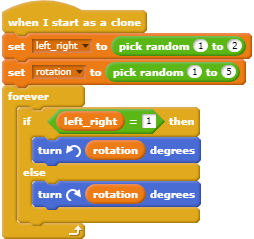 when I start as a clone
set left_right to pick random 1 to 2
set rotation to pick random 1 to 5
forever
if left_right = 1 then
turn rotation degrees
else
turn rotation degrees